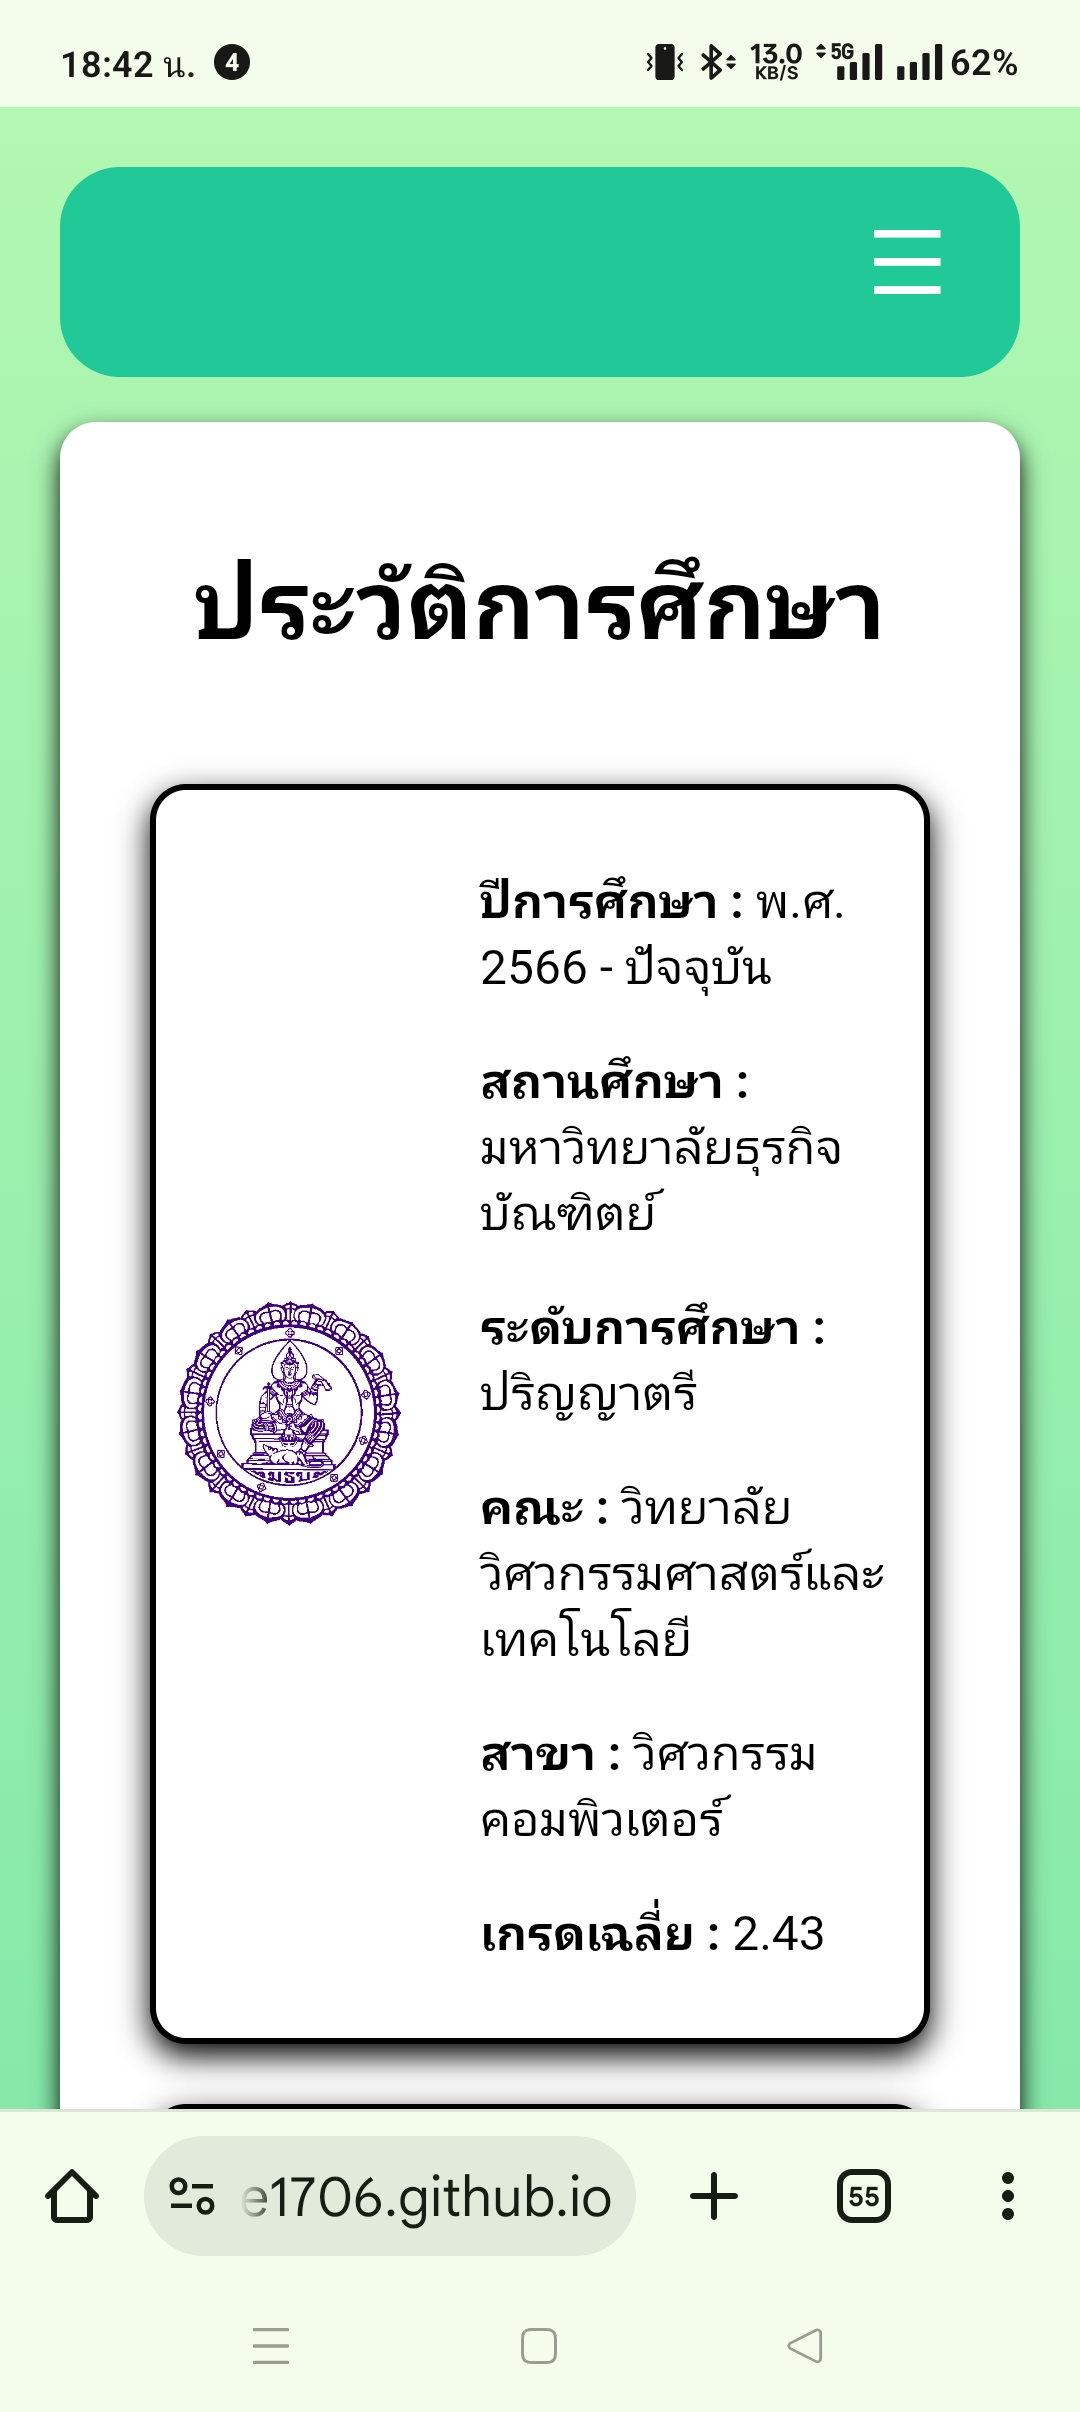 18:42 น. 4 13.0 KB/S 5G 62%
ประวัติการศึกษา
ปีการศึกษา : พ.ศ.
2566 - ปัจจุบัน
สถานศึกษา :
มหาวิทยาลัยธุรกิจ
บัณฑิตย์
ระดับการศึกษา :
ปริญญาตรี
คณะ : วิทยาลัย
วิศวกรรมศาสตร์และ
เทคโนโลยี
สาขา : วิศวกรรม
คอมพิวเตอร์
เกรดเฉลี่ย : 2.43
e1706.github.io 55